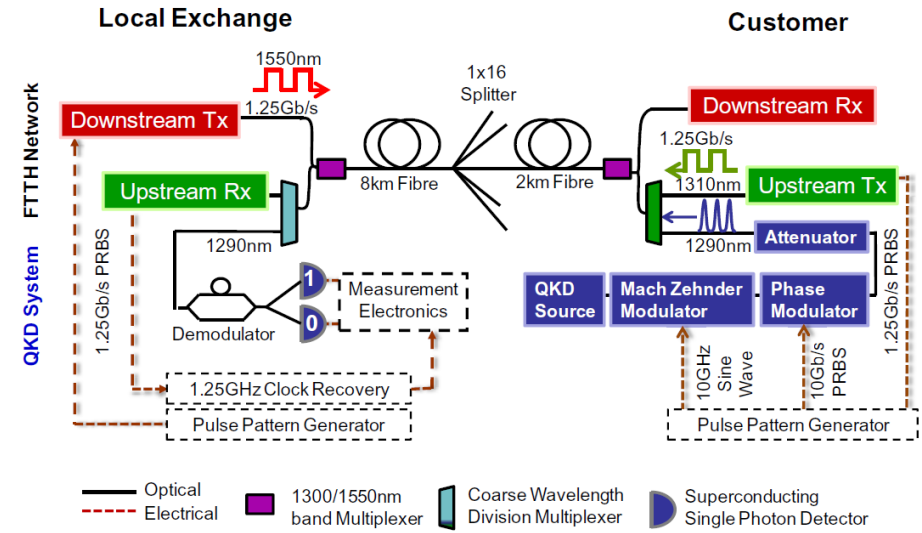 Local Exchange
Customer
FTTH Network
QKD System
1550nm
1.25Gb/s
Downstream Tx
Upstream Rx
1290nm
1.25Gb/s PRBS
Demodulator
1
0
Measurement
Electronics
1.25GHz Clock Recovery
Pulse Pattern Generator
8km Fibre
1x16
Splitter
2km Fibre
Downstream Rx
1.25Gb/s
1310nm
Upstream Tx
1290nm
Attenuator
QKD
Source
Mach Zehnder
Modulator
Phase
Modulator
10GHz
Sine
Wave
10Gb/s
PRBS
1.25Gb/s PRBS
Pulse Pattern Generator
Optical
Electrical
1300/1550nm
band Multiplexer
Coarse Wavelength
Division Multiplexer
Superconducting
Single Photon Detector